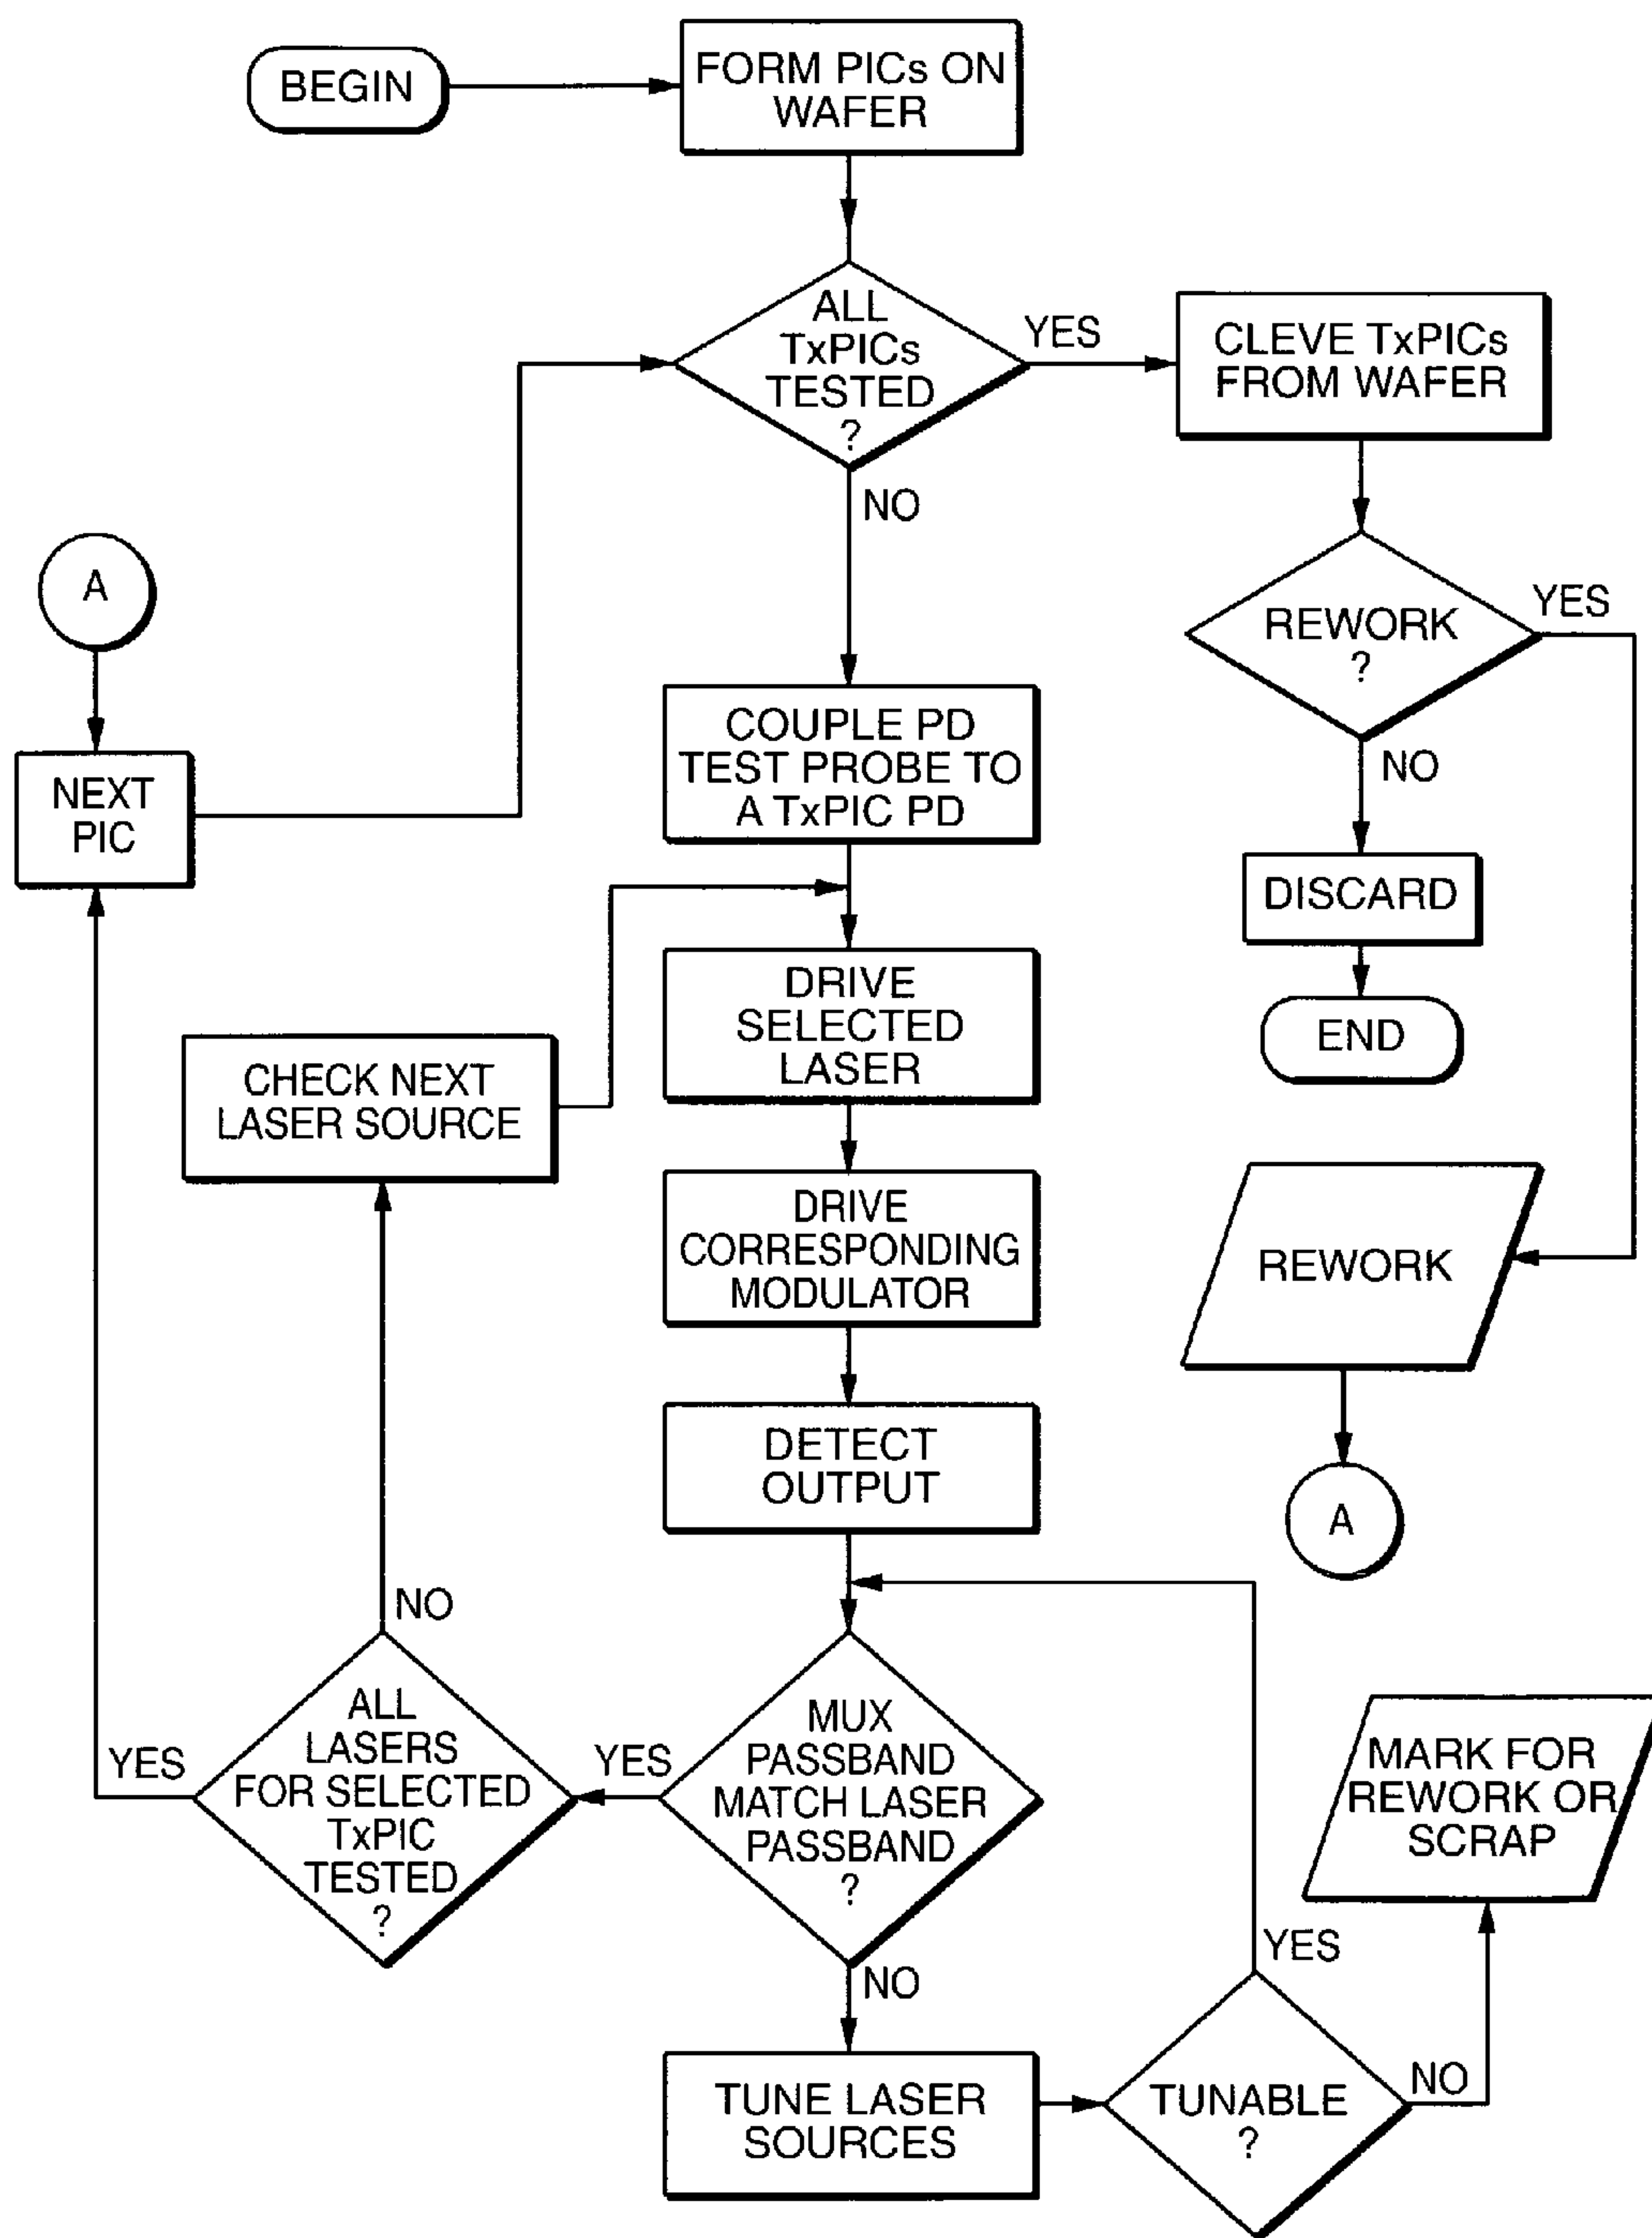 BEGIN
FORM PICs ON
WAFER
ALL
TxPICs
TESTED
?
YES
CLEVE TxPICs
FROM WAFER
NO
A
REWORK
?
YES
NO
NEXT
PIC
COUPLE PD
TEST PROBE TO
A TxPIC PD
DISCARD
END
DRIVE
SELECTED
LASER
CHECK NEXT
LASER SOURCE
DRIVE
CORRESPONDING
MODULATOR
REWORK
A
DETECT
OUTPUT
NO
ALL
LASERS
FOR SELECTED
TxPIC
TESTED
?
YES
YES
MUX
PASSBAND
MATCH LASER
PASSBAND
?
NO
MARK FOR
REWORK OR
SCRAP
TUNE LASER
SOURCES
TUNABLE
?
YES
NO